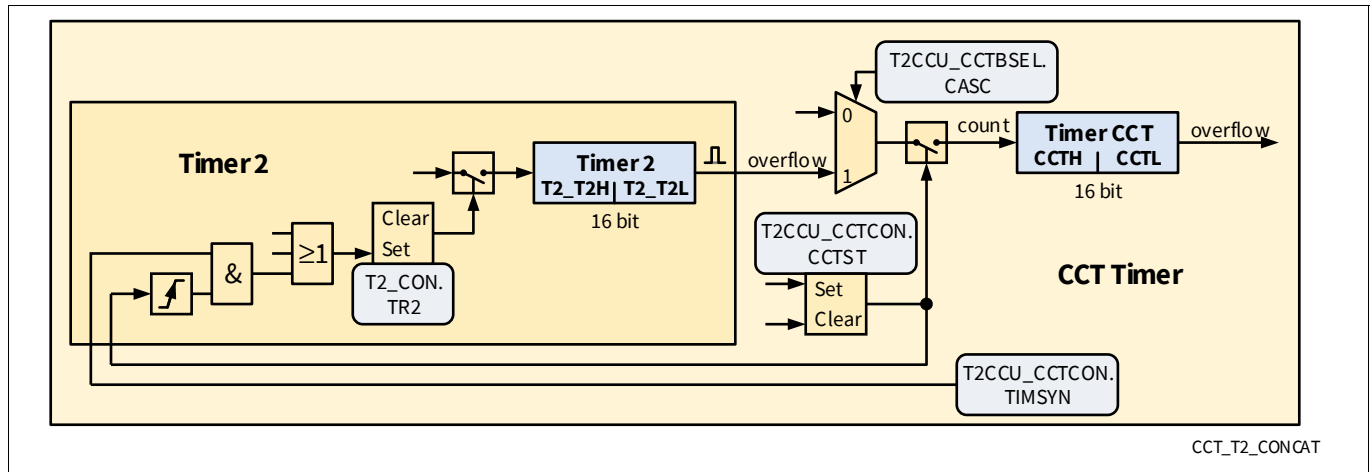 T2CCU_CCTBSEL.
CASC
0
1
count
Timer CCT
CCTH | CCTL
16 bit
overflow
Timer 2
Timer 2
T2_T2H | T2_T2L
16 bit
overflow
Clear
Set
T2_CON.
TR2
≥1
&
T2CCU_CCTCON.
CCTST
Set
Clear
CCT Timer
T2CCU_CCTCON.
TIMSYN
CCT_T2_CONCAT